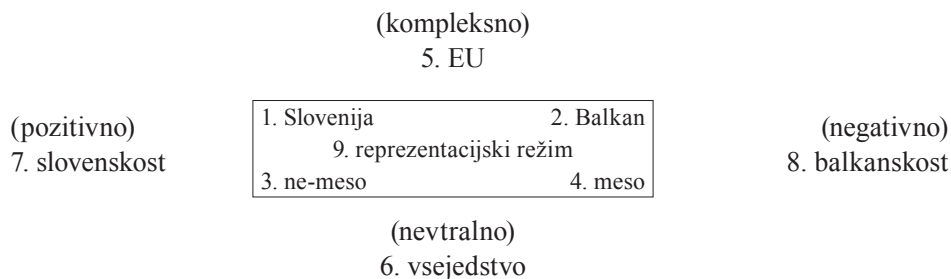 (kompleksno)
5. EU
(pozitivno)
7. slovenskost
1. Slovenija 2. Balkan
9. reprezentacijski režim
3. ne-meso 4. meso
(negativno)
8. balkanskost
(nevtralno)
6. vsejedstvo